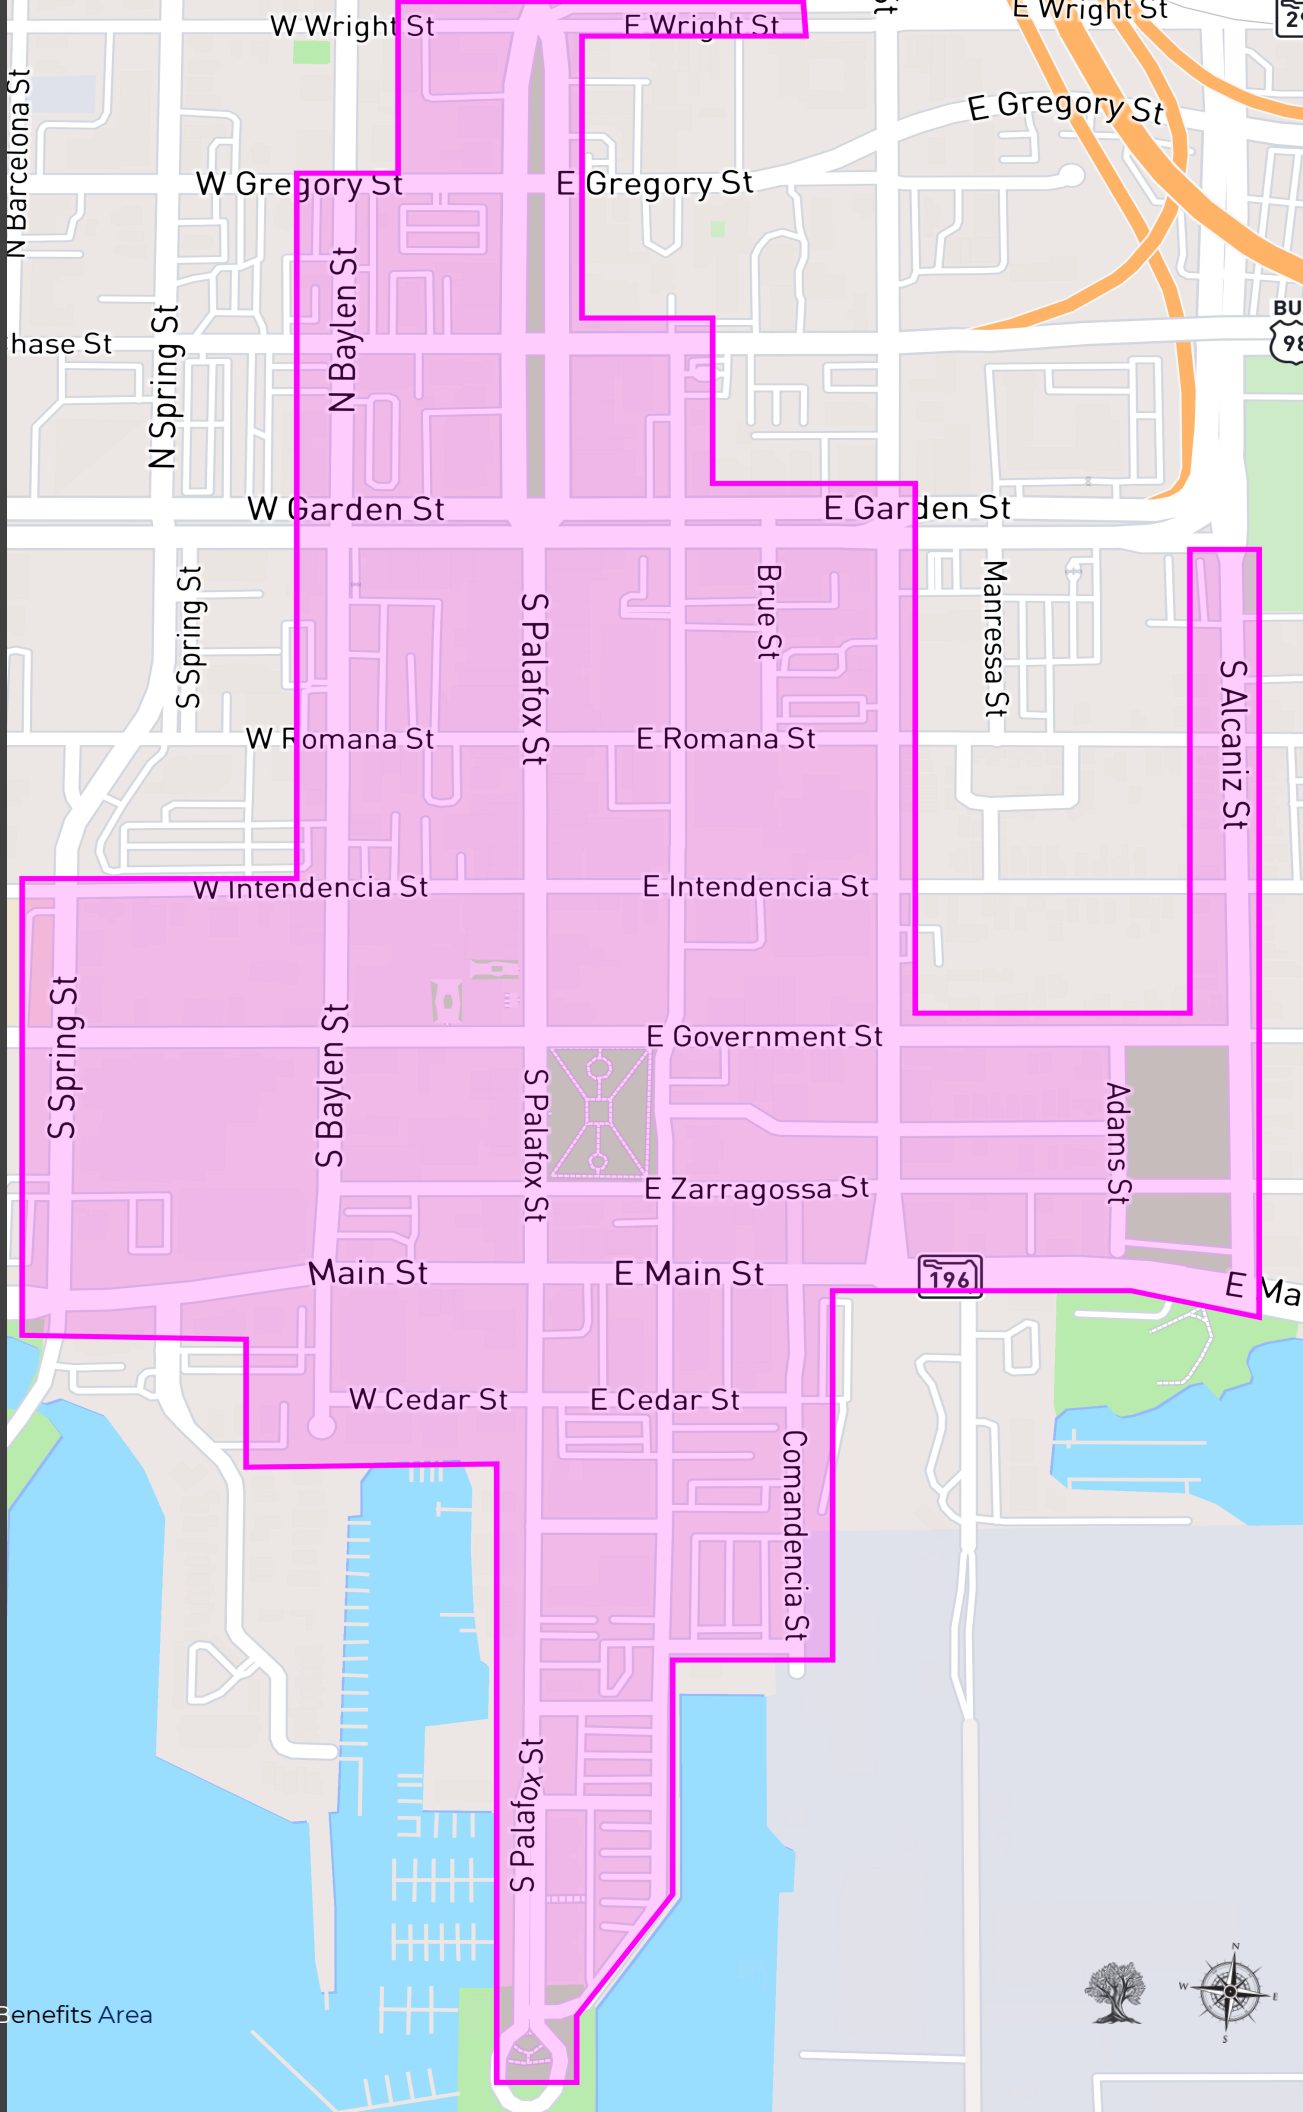 E Wright St
W Wright St
E Wright St
N Barcelona St
E Gregory St
W Gregory St
E Gregory St
N Baylen St
N Spring St
hase St
BU
98
W Garden St
E Garden St
S Spring St
S Palafox St
Brue St
Manressa St
S Alcaniz St
W Romana St
E Romana St
W Intendencia St
E Intendencia St
S Spring St
S Baylen St
E Government St
S Palafox St
Adams St
E Zarragossa St
Main St
E Main St
196
E Ma
W Cedar St
E Cedar St
Comandencia St
S Palafox St
N
W
E
S
Benefits Area